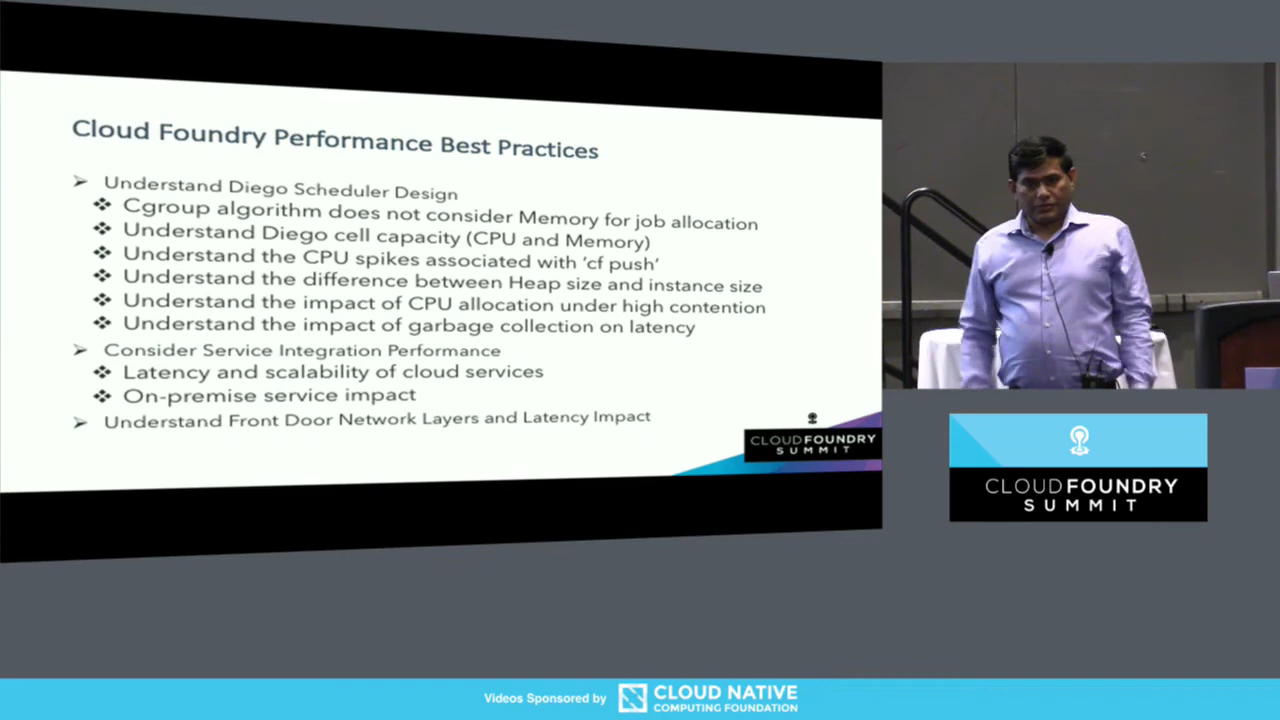 Cloud Foundry Performance Best Practices
Understand Diego Scheduler Design
Cgroup algorithm does not consider Memory for job allocation
Understand Diego cell capacity (CPU and Memory)
Understand the CPU spikes associated with 'cf push'
Understand the difference between Heap size and instance size
Understand the impact of CPU allocation under high contention
Understand the impact of garbage collection on latency
Consider Service Integration Performance
Latency and scalability of cloud services
On-premise service impact
Understand Front Door Network Layers and Latency Impact
CLOUDFOUNDRY
SUMMIT
CLOUDFOUNDRY
SUMMIT
Videos Sponsored by
CLOUD NATIVE
COMPUTING FOUNDATION